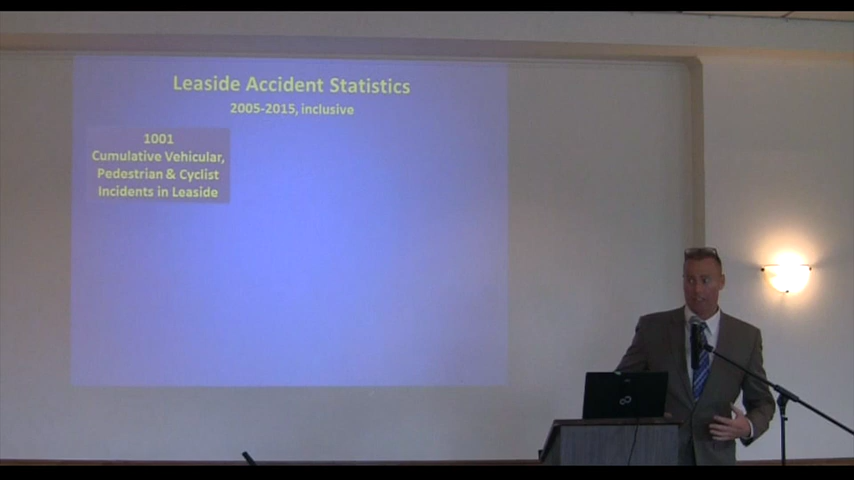 Leaside Accident Statistics
2005-2015, inclusive
1001
Cumulative Vehicular,
Pedestrian & Cyclist
Incidents in Leaside